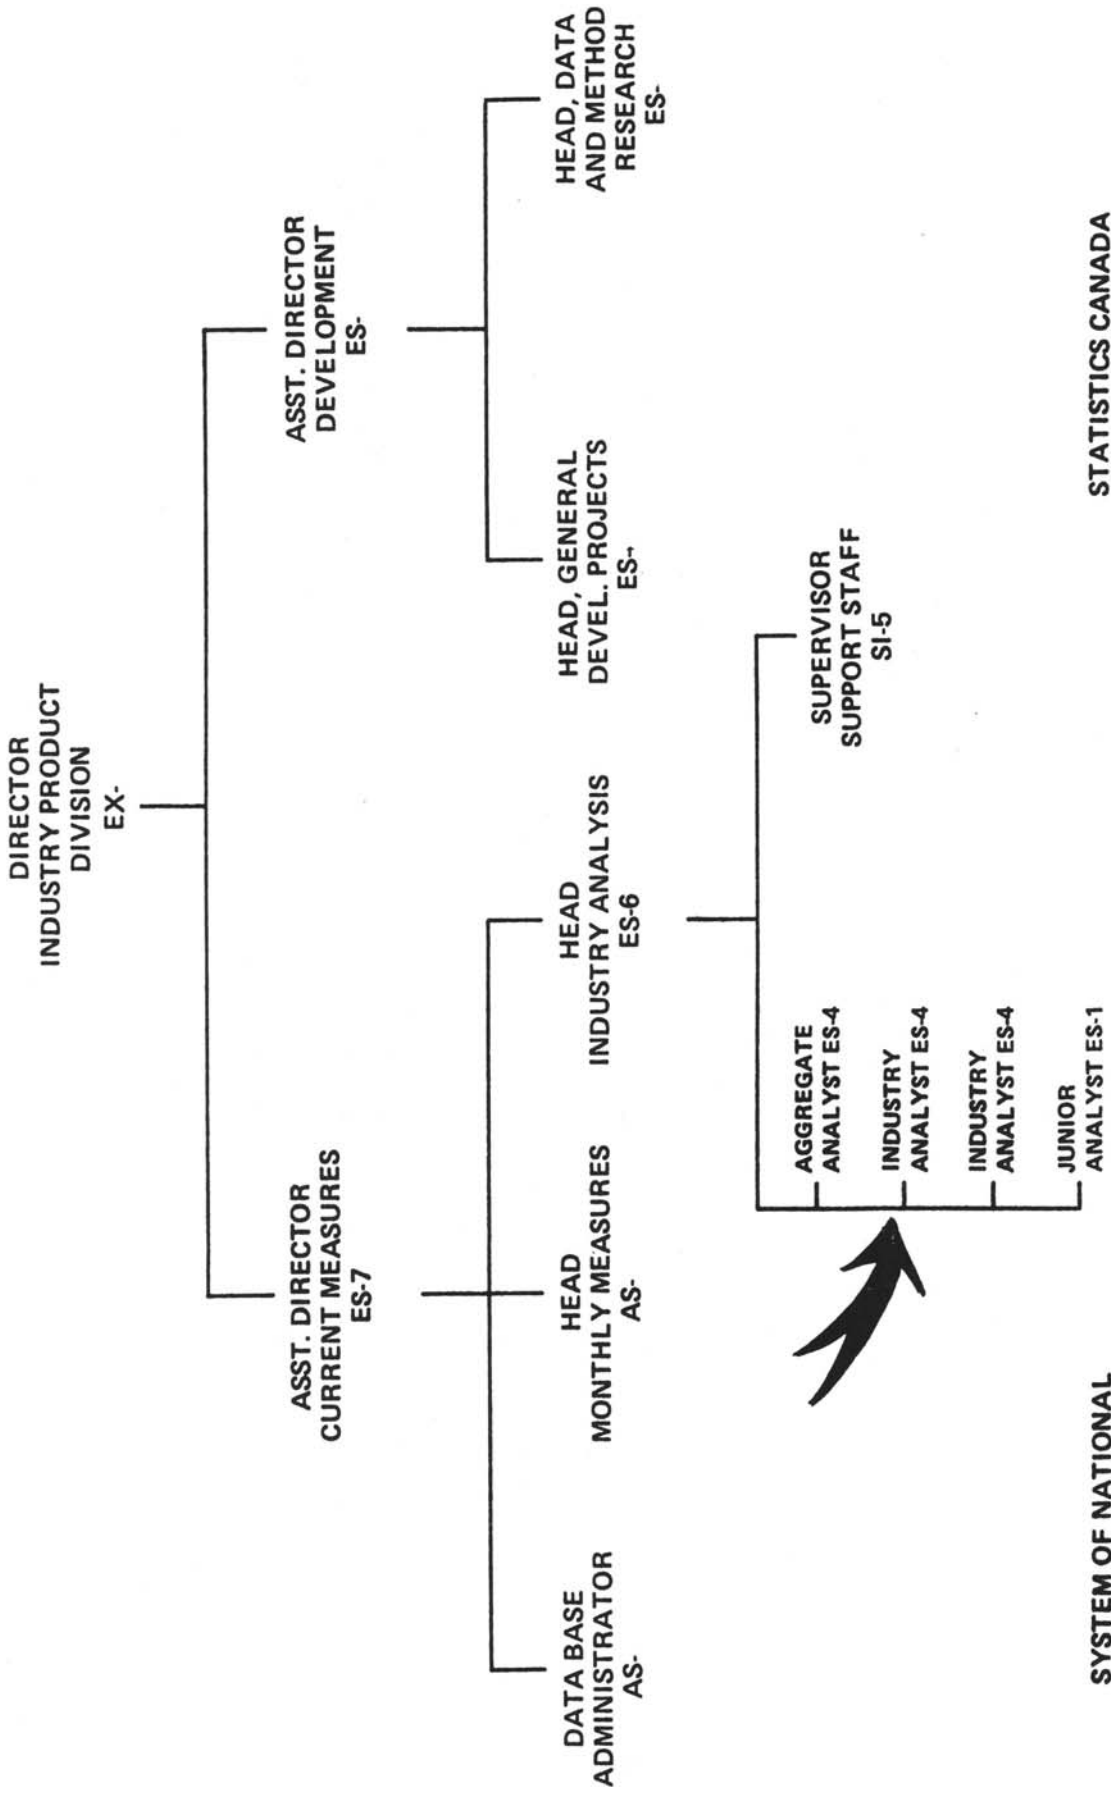 DIRECTOR
INDUSTRY PRODUCT
DIVISION
EX-
ASST. DIRECTOR
CURRENT MEASURES
ES-7
ASST. DIRECTOR
DEVELOPMENT
ES-
DATA BASE
ADMINISTRATOR
AS-
HEAD
MONTHLY MEASURES
AS-
HEAD
INDUSTRY ANALYSIS
ES-6
HEAD, GENERAL
DEVEL. PROJECTS
ES-
HEAD, DATA
AND METHOD
RESEARCH
ES-
AGGREGATE
ANALYST ES-4
INDUSTRY
ANALYST ES-4
INDUSTRY
ANALYST ES-4
JUNIOR
ANALYST ES-1
SUPERVISOR
SUPPORT STAFF
SI-5
SYSTEM OF NATIONAL
STATISTICS CANADA